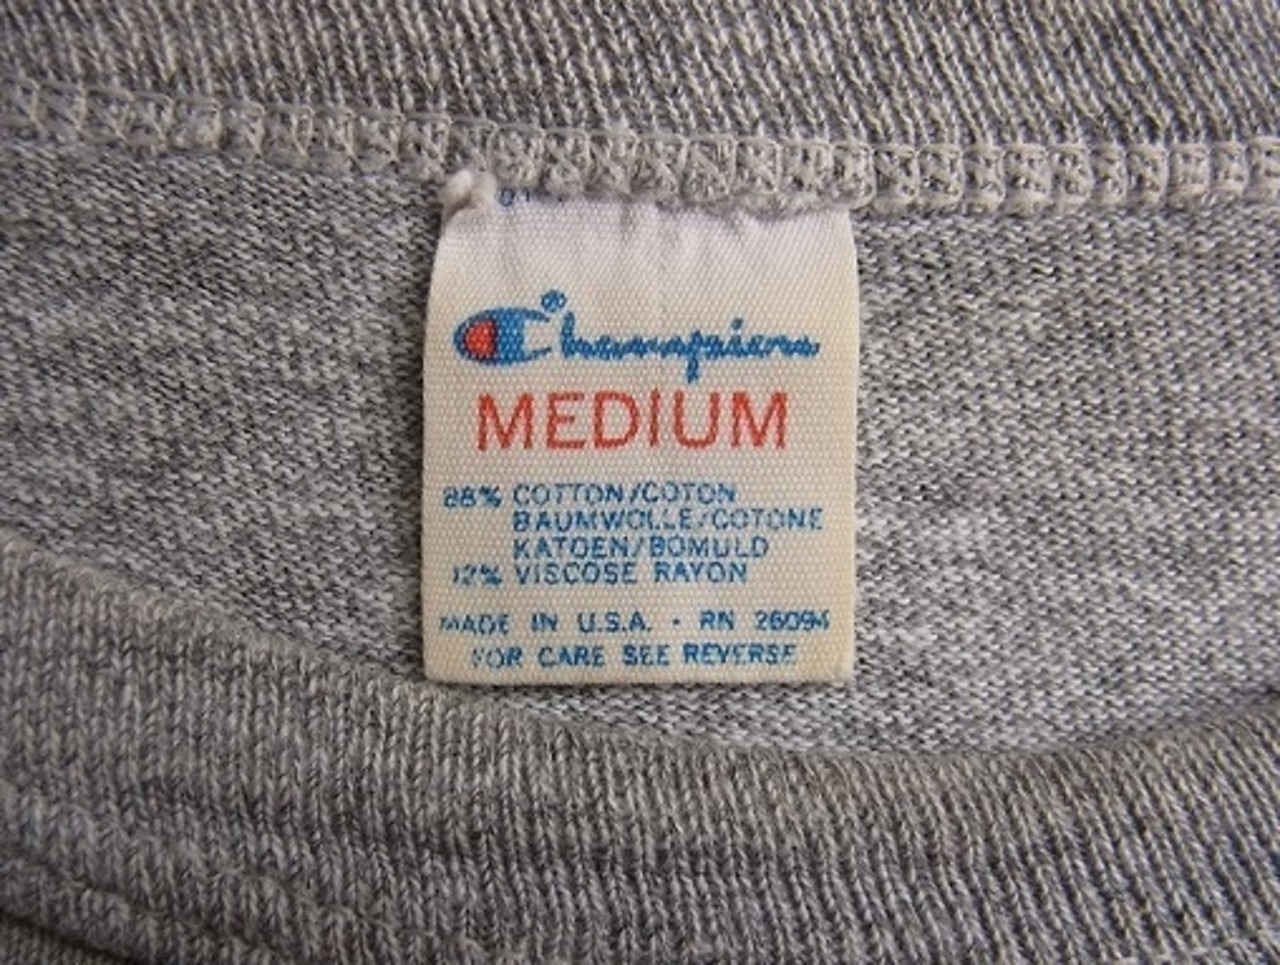 Champion®
MEDIUM
88% COTTON/COTON
BAUMWOLLE/COTONE
KATOEN/BOMULD
12% VISCOSE RAYON
MADE IN U.S.A. · RN 26094
FOR CARE SEE REVERSE